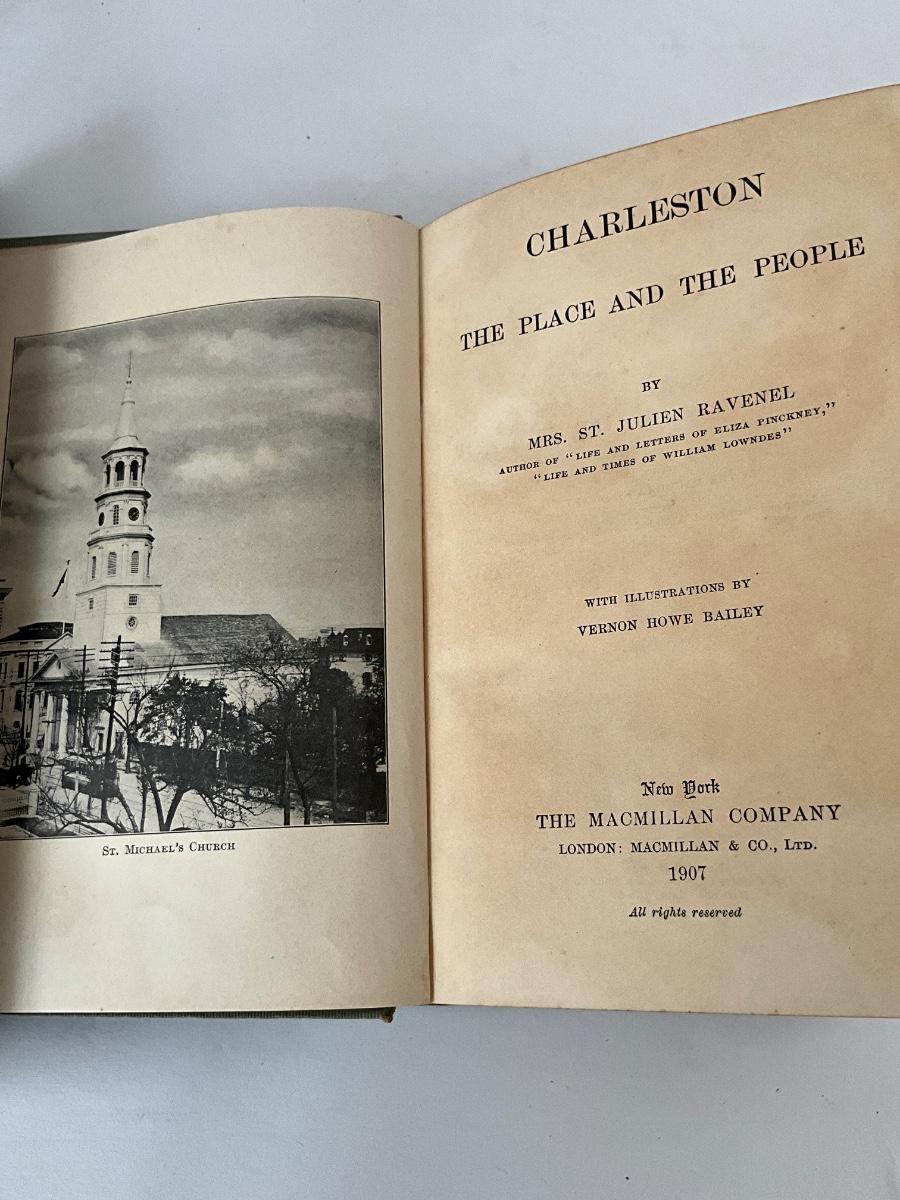 ST. MICHAEL'S CHURCH
CHARLESTON
THE PLACE AND THE PEOPLE
BY
MRS. ST. JULIEN RAVENEL
AUTHOR OF "LIFE AND LETTERS OF ELIZA PINCKNEY,"
"LIFE AND TIMES OF WILLIAM LOWNDES"
WITH ILLUSTRATIONS BY
VERNON HOWE BAILEY
New York
THE MACMILLAN COMPANY
LONDON: MACMILLAN & CO., LTD.
1907
All rights reserved